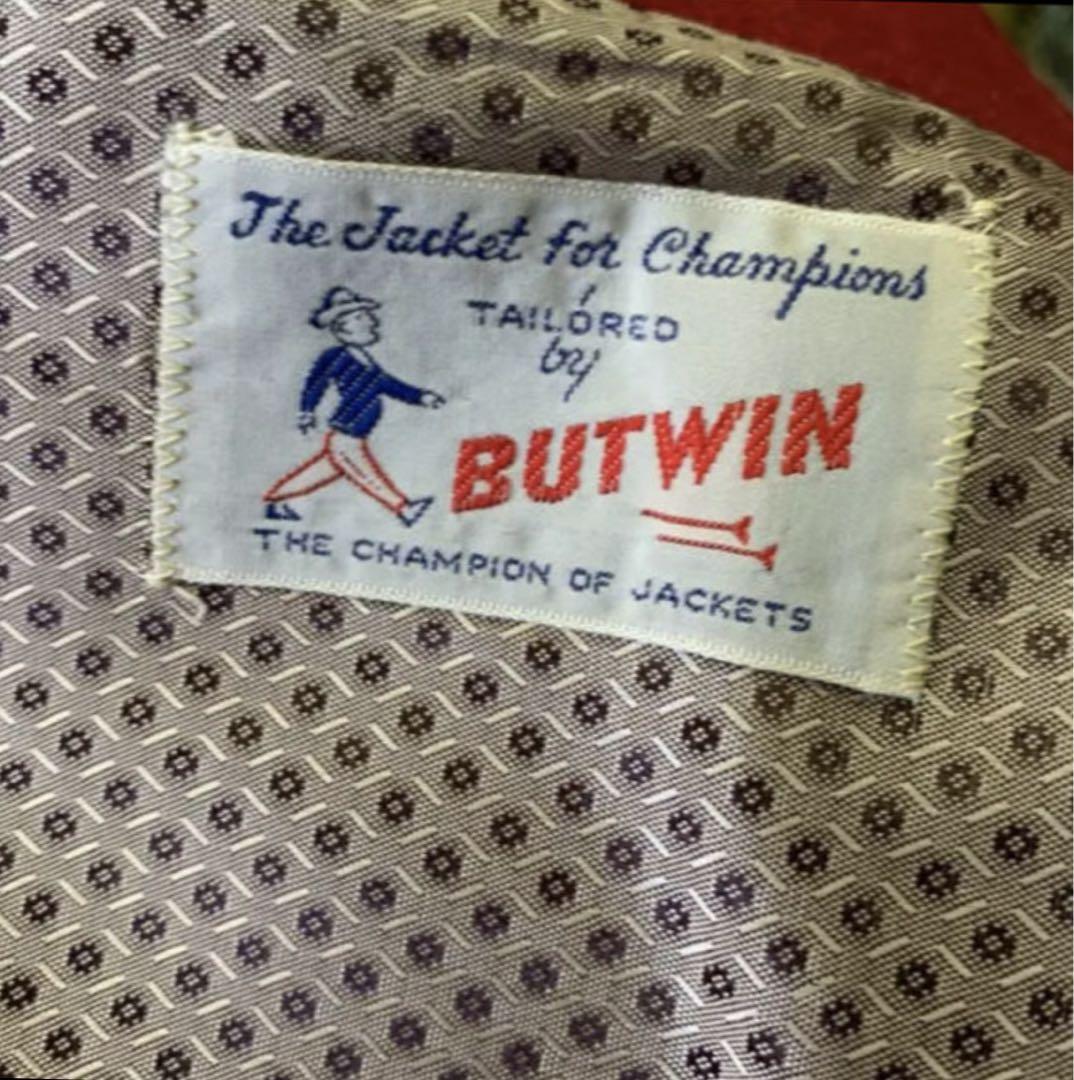 The Jacket for Champions
TAILORED
by
BUTWIN
THE CHAMPION OF JACKETS